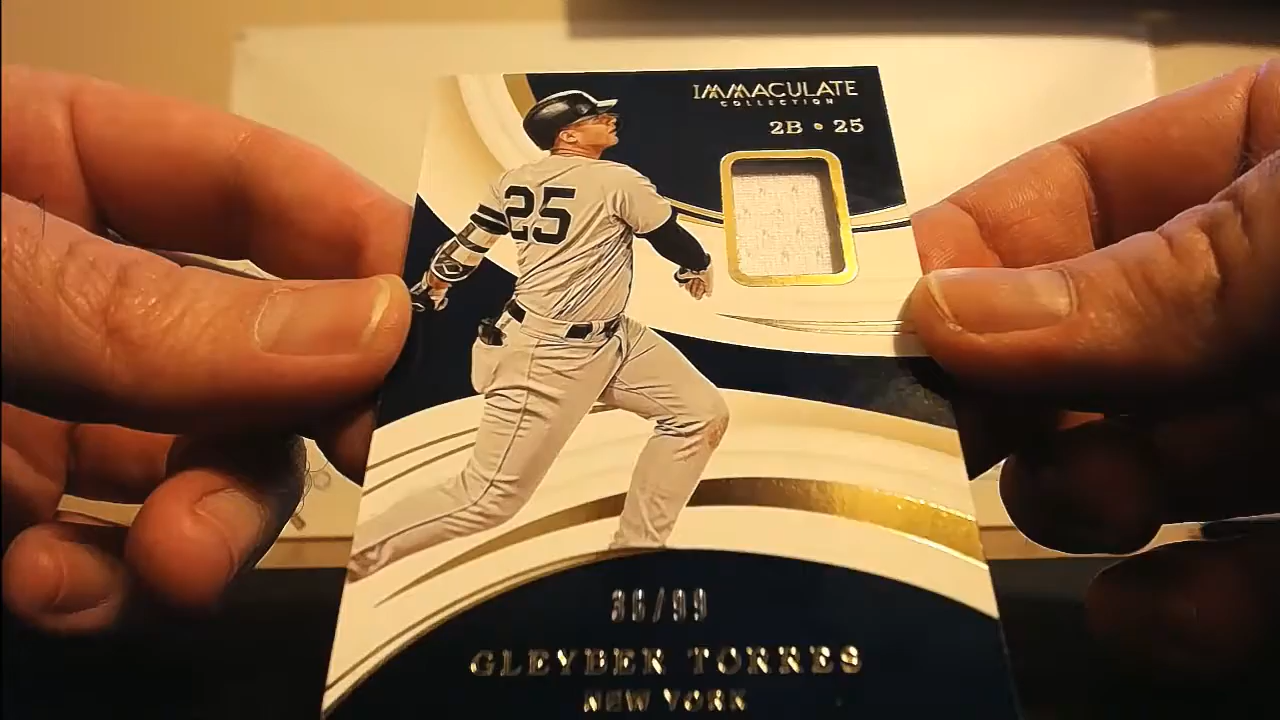 IMMACULATE
COLLECTION
2B • 25
25
36/99
GLEYBER TORRES
NEW YORK